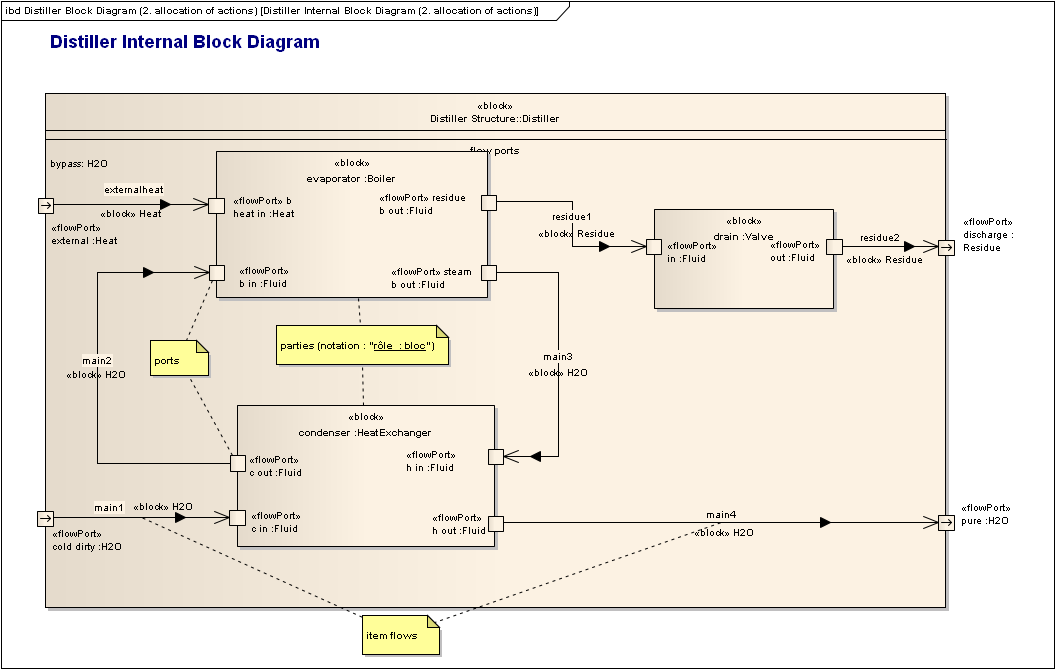 ibd Distiller Block Diagram (2. allocation of actions) [Distiller Internal Block Diagram (2. allocation of actions)]
Distiller Internal Block Diagram
«block»
Distiller Structure::Distiller
flow ports
bypass: H2O
«block»
evaporator :Boiler
externalheat
«block» Heat
«flowPort»
external :Heat
«flowPort» b
heat in :Heat
«flowPort» residue
b out :Fluid
«flowPort»
b in :Fluid
«flowPort» steam
b out :Fluid
residue1
«block» Residue
«block»
drain :Valve
«flowPort»
in :Fluid
«flowPort»
out :Fluid
residue2
«block» Residue
«flowPort»
discharge :
Residue
ports
parties (notation : "rôle : bloc")
main2
«block» H2O
main3
«block» H2O
«block»
condenser :HeatExchanger
«flowPort»
c out :Fluid
«flowPort»
h in :Fluid
«flowPort»
c in :Fluid
«flowPort»
h out :Fluid
main1
«block» H2O
«flowPort»
cold dirty :H2O
main4
«block» H2O
«flowPort»
pure :H2O
item flows